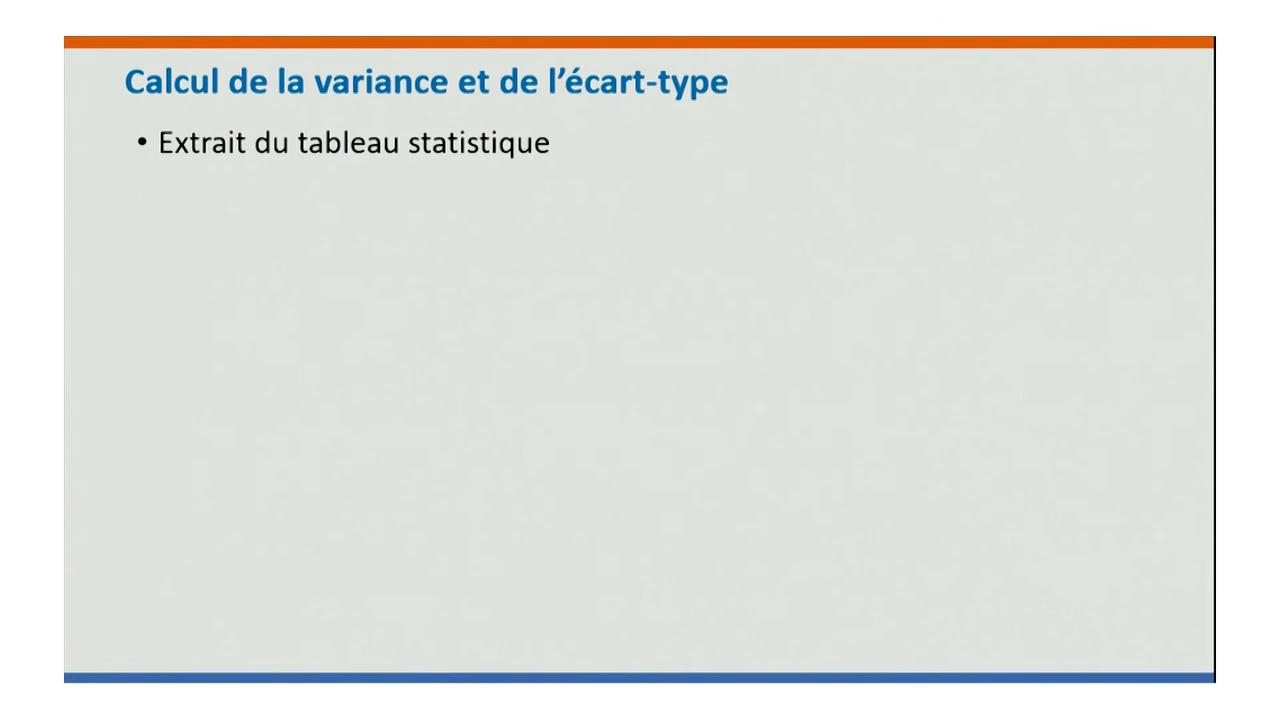 Calcul de la variance et de l’écart-type
• Extrait du tableau statistique